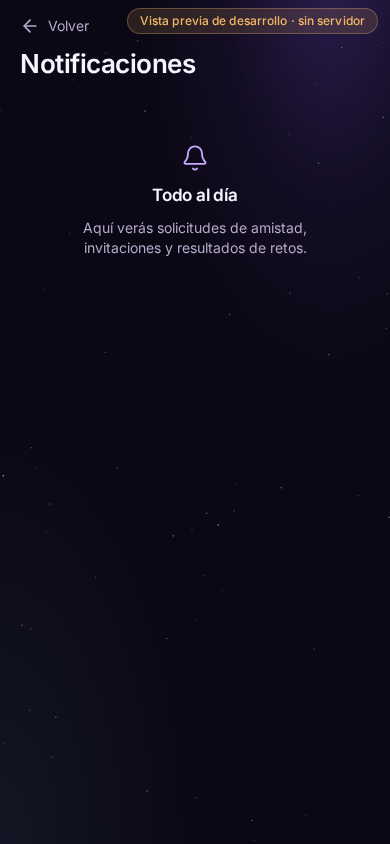 Volver
Vista previa de desarrollo · sin servidor
Notificaciones
Todo al día
Aquí verás solicitudes de amistad,
invitaciones y resultados de retos.